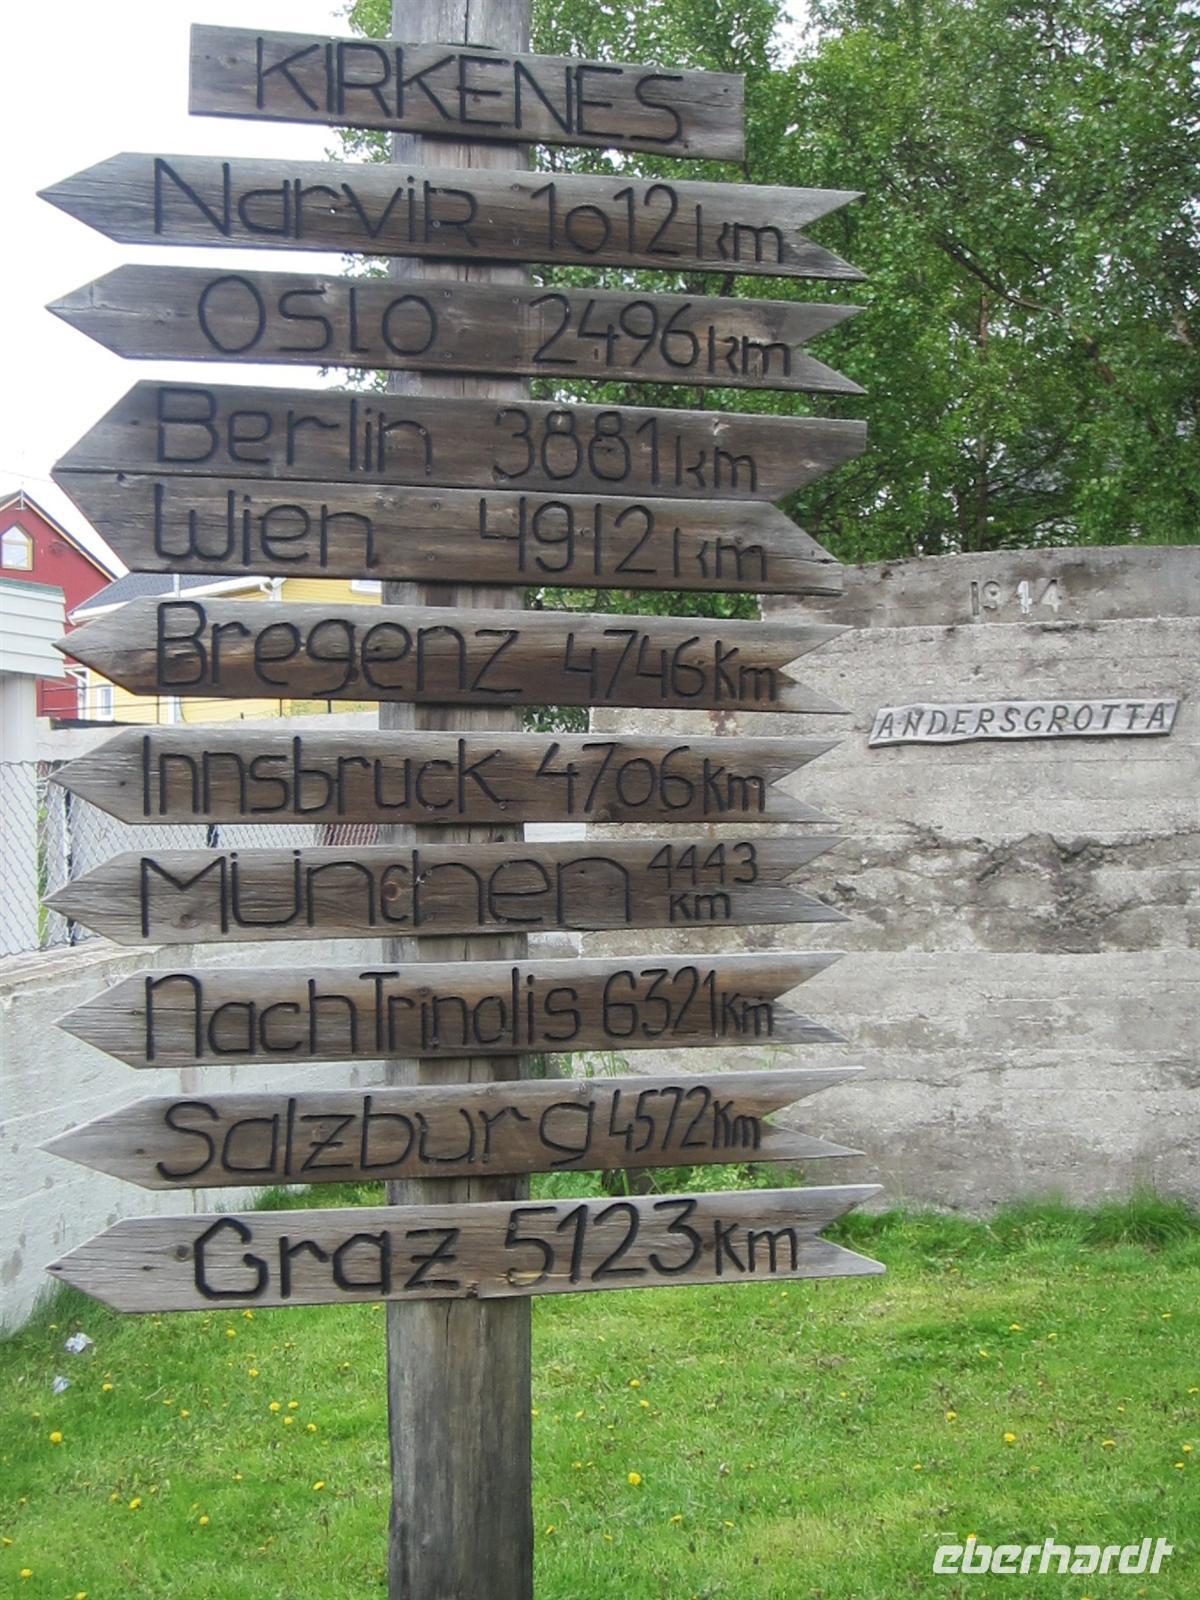 KIRKENES
Narvik 1012 km
Oslo 2496 km
Berlin 3881 km
Wien 4912 km
Bregenz 4746 Km
1944
ANDERSGROTTA
Innsbruck 4706 Km
München 4443
km
Nach Trinolis 6321 Km
Salzburg 4572 Km
Graz 5123 Km
eberhardt